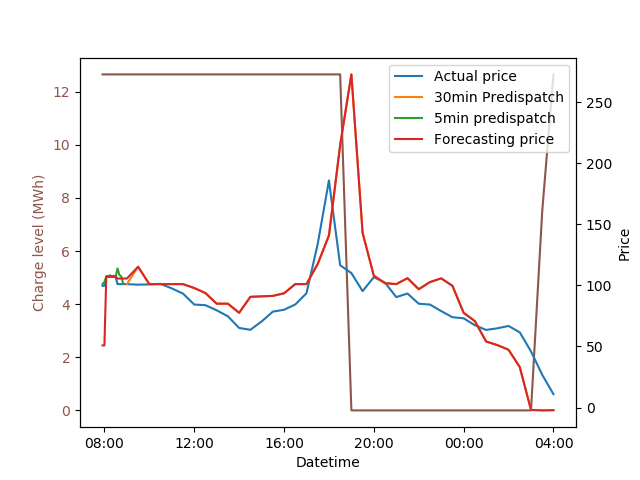 Actual price
30min Predispatch
5min predispatch
Forecasting price
12
10
8
6
4
2
0
Charge level (MWh)
250
200
150
100
50
0
Price
08:00 12:00 16:00 20:00 00:00 04:00
Datetime